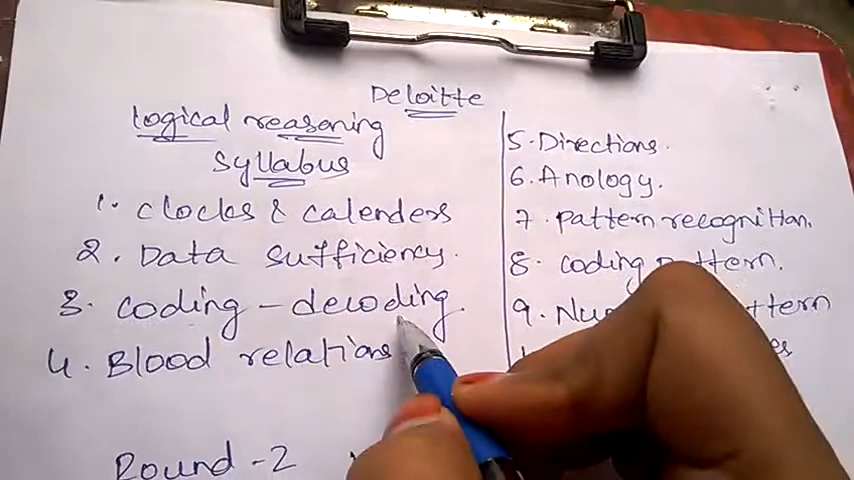 Deloitte
logical reasoning
syllabus
1. clocks & calenders
2. Data sufficiency.
3. coding - decoding.
4. Blood relations
Round - 2
5. Directions.
6. Anology.
7. pattern recognition.
8. coding pattern.
9.